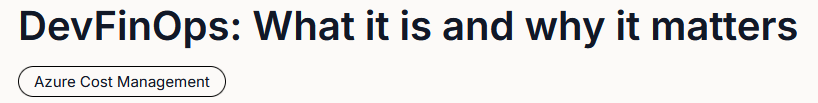 DevFinOps: What it is and why it matters
Azure Cost Management